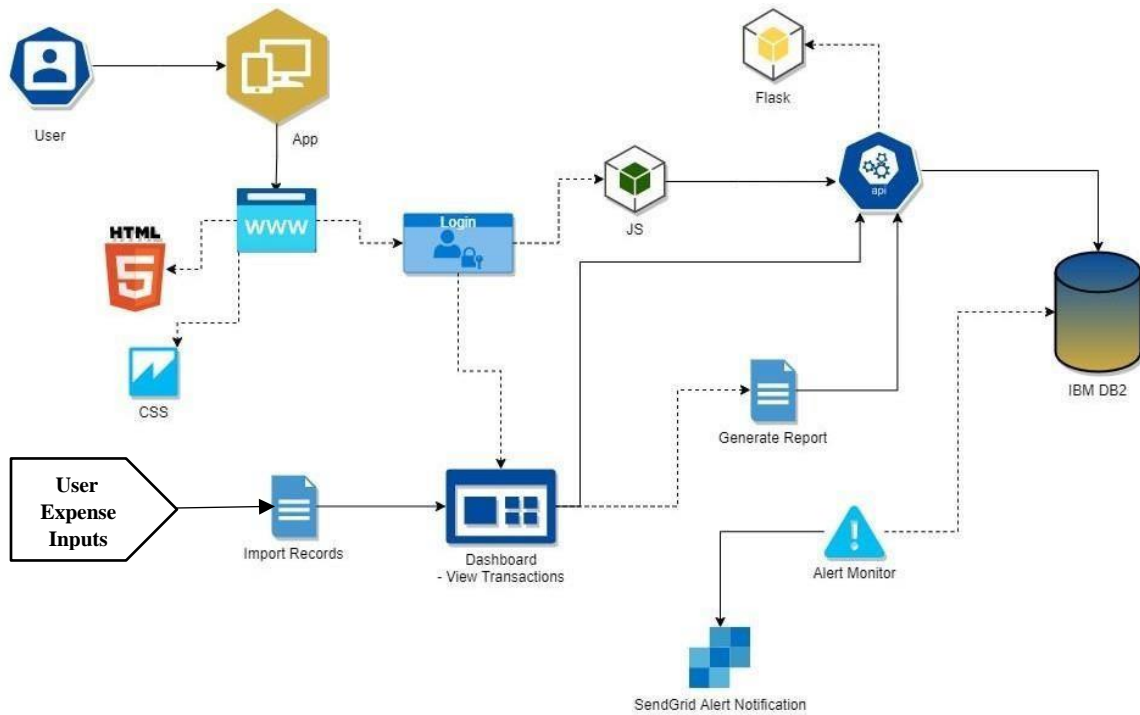 User
App
Flask
api
WWW
Login
JS
HTML
5
CSS
IBM DB2
Generate Report
User
Expense
Inputs
Import Records
Dashboard
- View Transactions
Alert Monitor
SendGrid Alert Notification